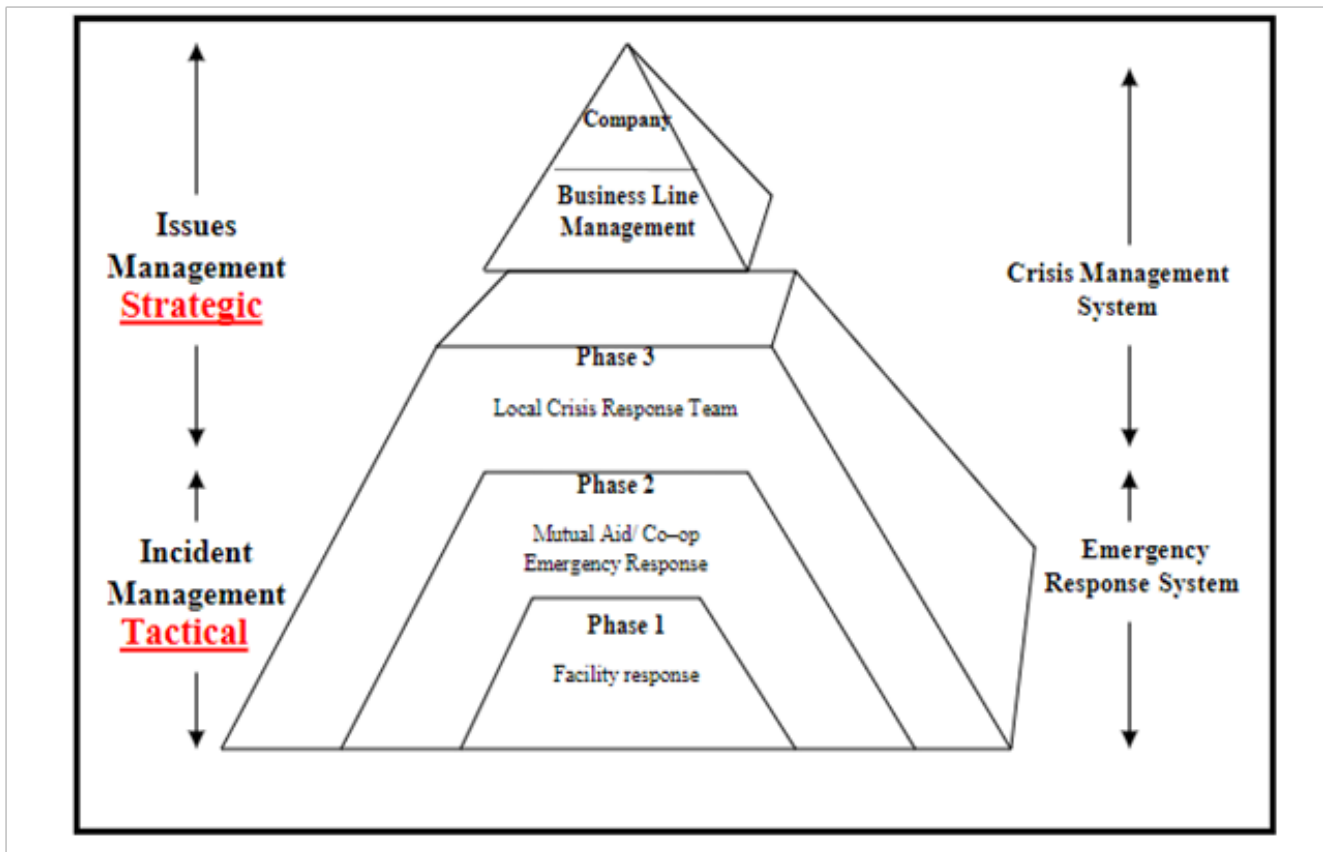 Company
Business Line
Management
Issues
Management
Strategic
Crisis Management
System
Phase 3
Local Crisis Response Team
Phase 2
Mutual Aid/ Co–op
Emergency Response
Incident
Management
Tactical
Emergency
Response System
Phase 1
Facility response